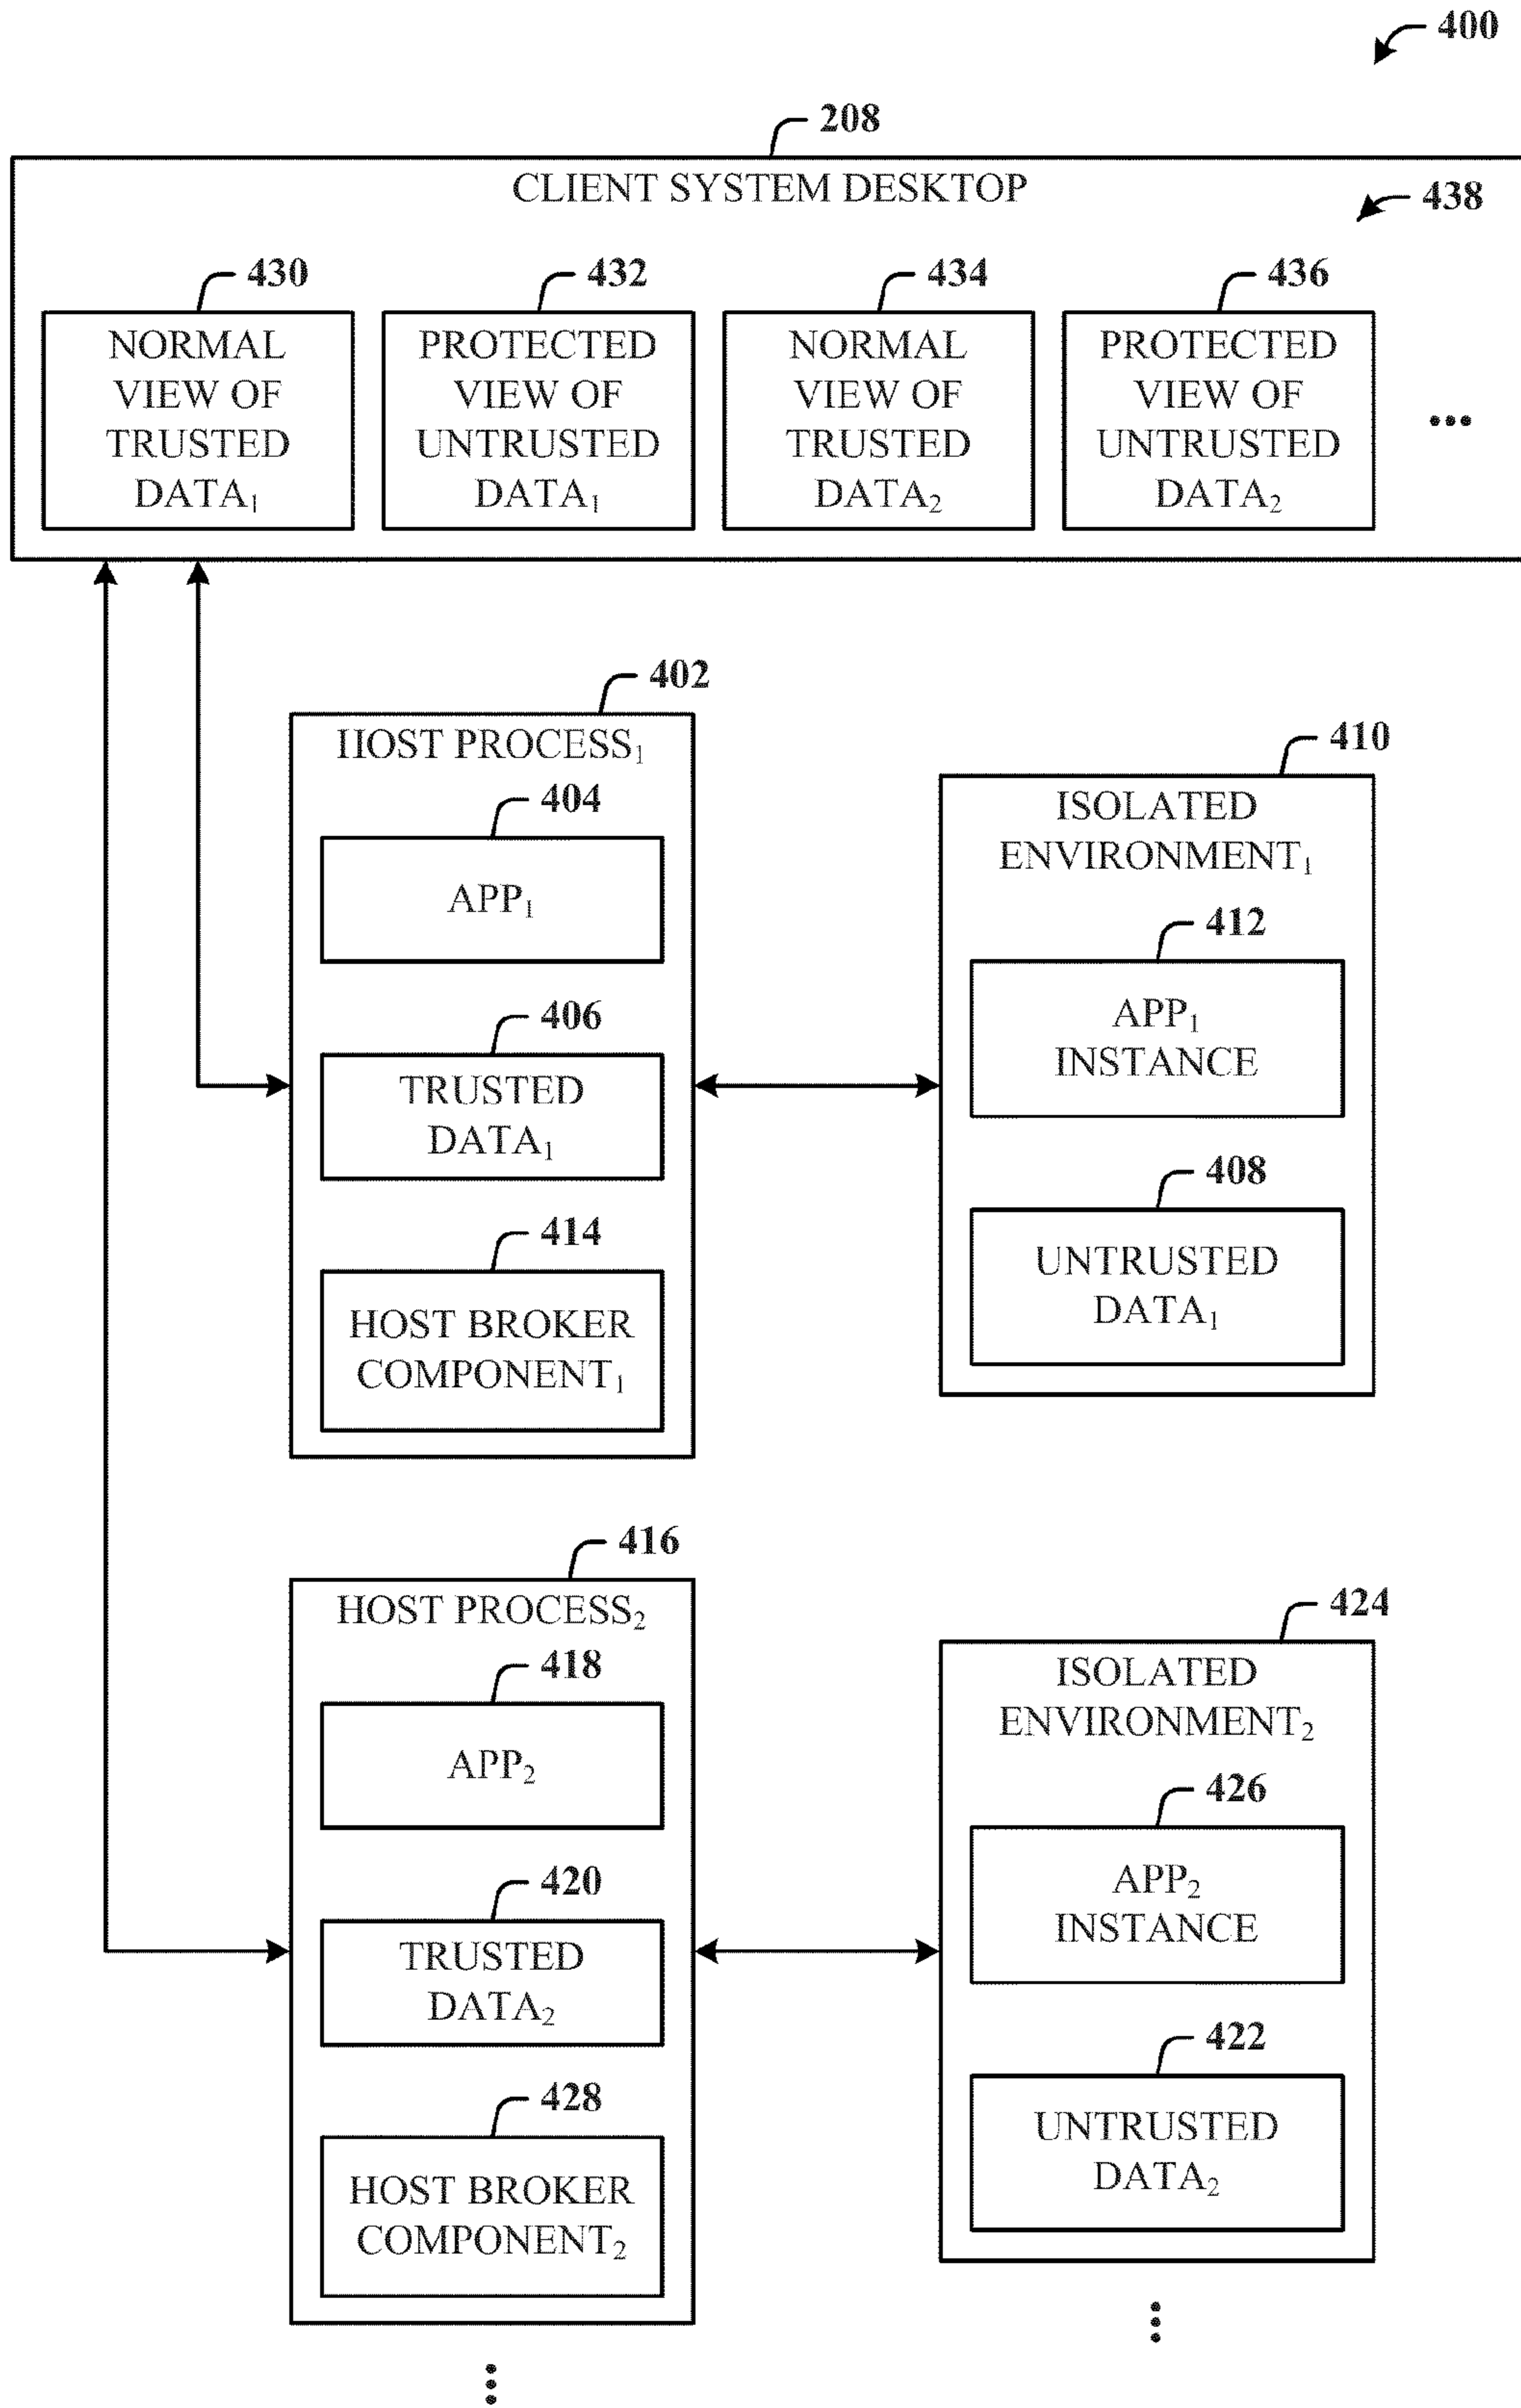 400
208
CLIENT SYSTEM DESKTOP
438
430
432
434
436
NORMAL
VIEW OF
TRUSTED
DATA₁
PROTECTED
VIEW OF
UNTRUSTED
DATA₁
NORMAL
VIEW OF
TRUSTED
DATA₂
PROTECTED
VIEW OF
UNTRUSTED
DATA₂
...
402
HOST PROCESS₁
404
APP₁
406
TRUSTED
DATA₁
414
HOST BROKER
COMPONENT₁
410
ISOLATED
ENVIRONMENT₁
412
APP₁
INSTANCE
408
UNTRUSTED
DATA₁
416
HOST PROCESS₂
418
APP₂
420
TRUSTED
DATA₂
428
HOST BROKER
COMPONENT₂
424
ISOLATED
ENVIRONMENT₂
426
APP₂
INSTANCE
422
UNTRUSTED
DATA₂